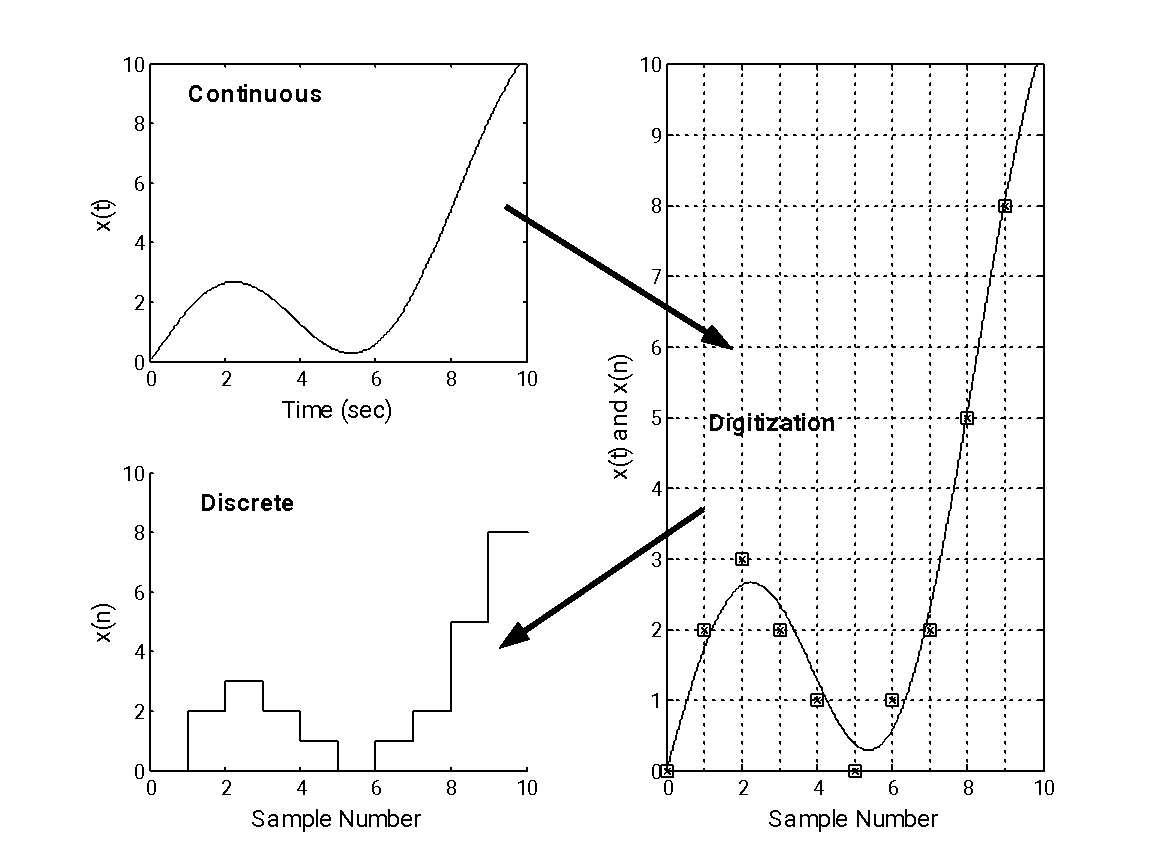 Continuous
x(t)
10
8
6
4
2
0
0 2 4 6 8 10
Time (sec)
Discrete
x(n)
10
8
6
4
2
0
0 2 4 6 8 10
Sample Number
Digitization
x(t) and x(n)
10
9
8
7
6
5
4
3
2
1
0
0 2 4 6 8 10
Sample Number